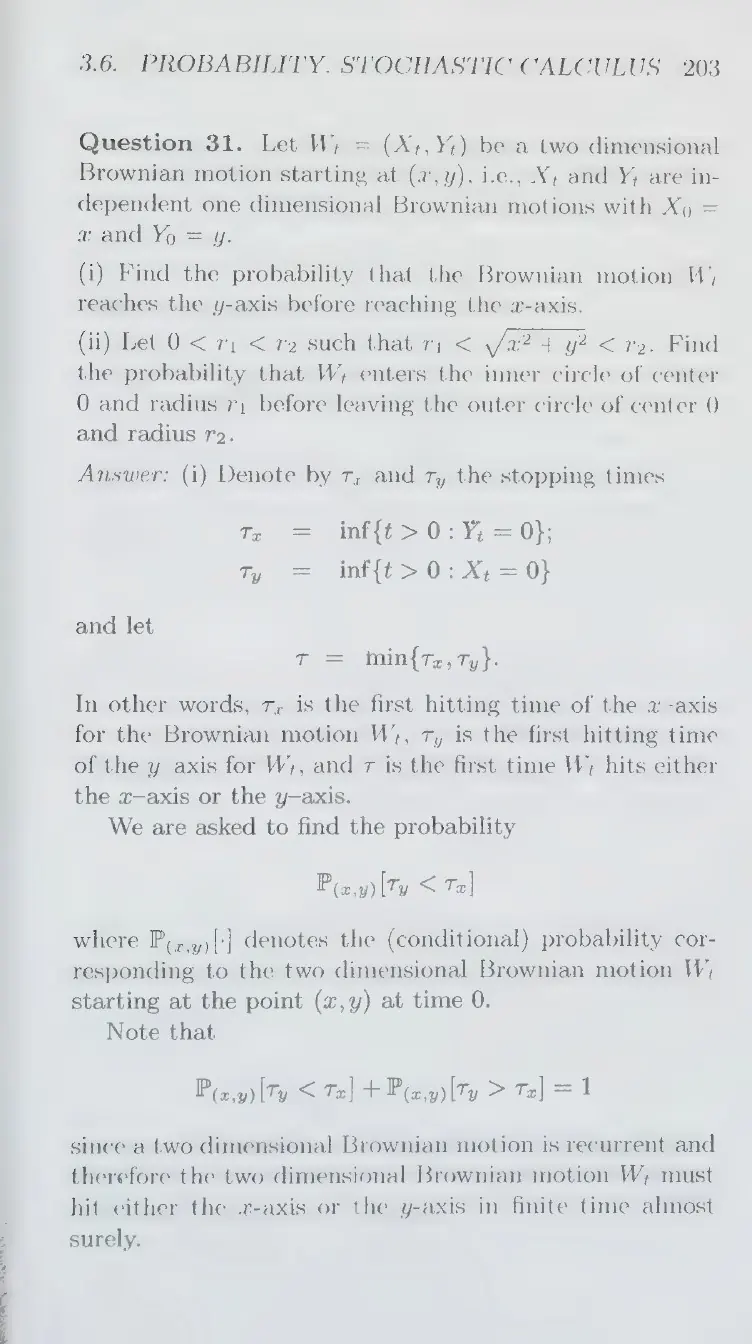 3.6. PROBABILITY. STOCHASTIC CALCULUS 203
Question 31. Let W_t = (X_t, Y_t) be a two dimensional
Brownian motion starting at (x, y), i.e., X_t and Y_t are in-
dependent one dimensional Brownian motions with X_0 =
x and Y_0 = y.
(i) Find the probability that the Brownian motion W_t
reaches the y-axis before reaching the x-axis.
(ii) Let 0 < r_1 < r_2 such that r_1 < √(x² + y²) < r_2. Find
the probability that W_t enters the inner circle of center
0 and radius r_1 before leaving the outer circle of center 0
and radius r_2.
Answer: (i) Denote by τ_x and τ_y the stopping times
τ_x = inf{t > 0 : Y_t = 0};
τ_y = inf{t > 0 : X_t = 0}
and let
τ = min{τ_x, τ_y}.
In other words, τ_x is the first hitting time of the x-axis
for the Brownian motion W_t, τ_y is the first hitting time
of the y axis for W_t, and τ is the first time W_t hits either
the x–axis or the y–axis.
We are asked to find the probability
ℙ_(x,y)[τ_y < τ_x]
where ℙ_(x,y)[·] denotes the (conditional) probability cor-
responding to the two dimensional Brownian motion W_t
starting at the point (x, y) at time 0.
Note that
ℙ_(x,y)[τ_y < τ_x] + ℙ_(x,y)[τ_y > τ_x] = 1
since a two dimensional Brownian motion is recurrent and
therefore the two dimensional Brownian motion W_t must
hit either the x-axis or the y-axis in finite time almost
surely.